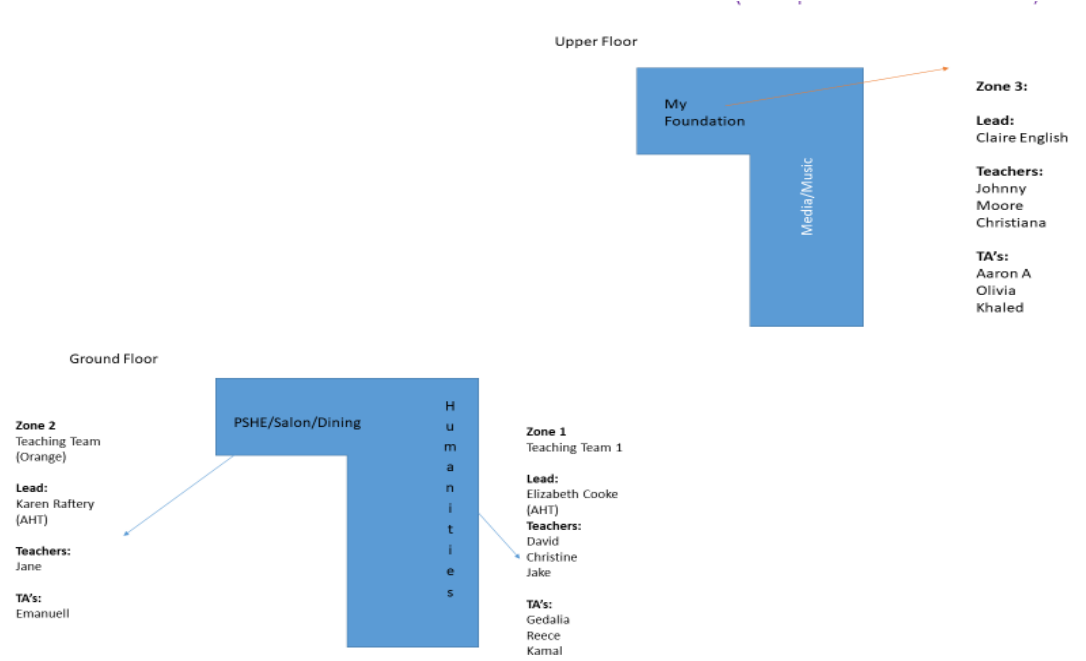 Upper Floor
My
Foundation
Media/Music
Zone 3:
Lead:
Claire English
Teachers:
Johnny
Moore
Christiana
TA's:
Aaron A
Olivia
Khaled
Ground Floor
Zone 2
Teaching Team
(Orange)
Lead:
Karen Raftery
(AHT)
Teachers:
Jane
TA's:
Emanuell
PSHE/Salon/Dining
Humanities
Zone 1
Teaching Team 1
Lead:
Elizabeth Cooke
(AHT)
Teachers:
David
Christine
Jake
TA's:
Gedalia
Reece
Kamal